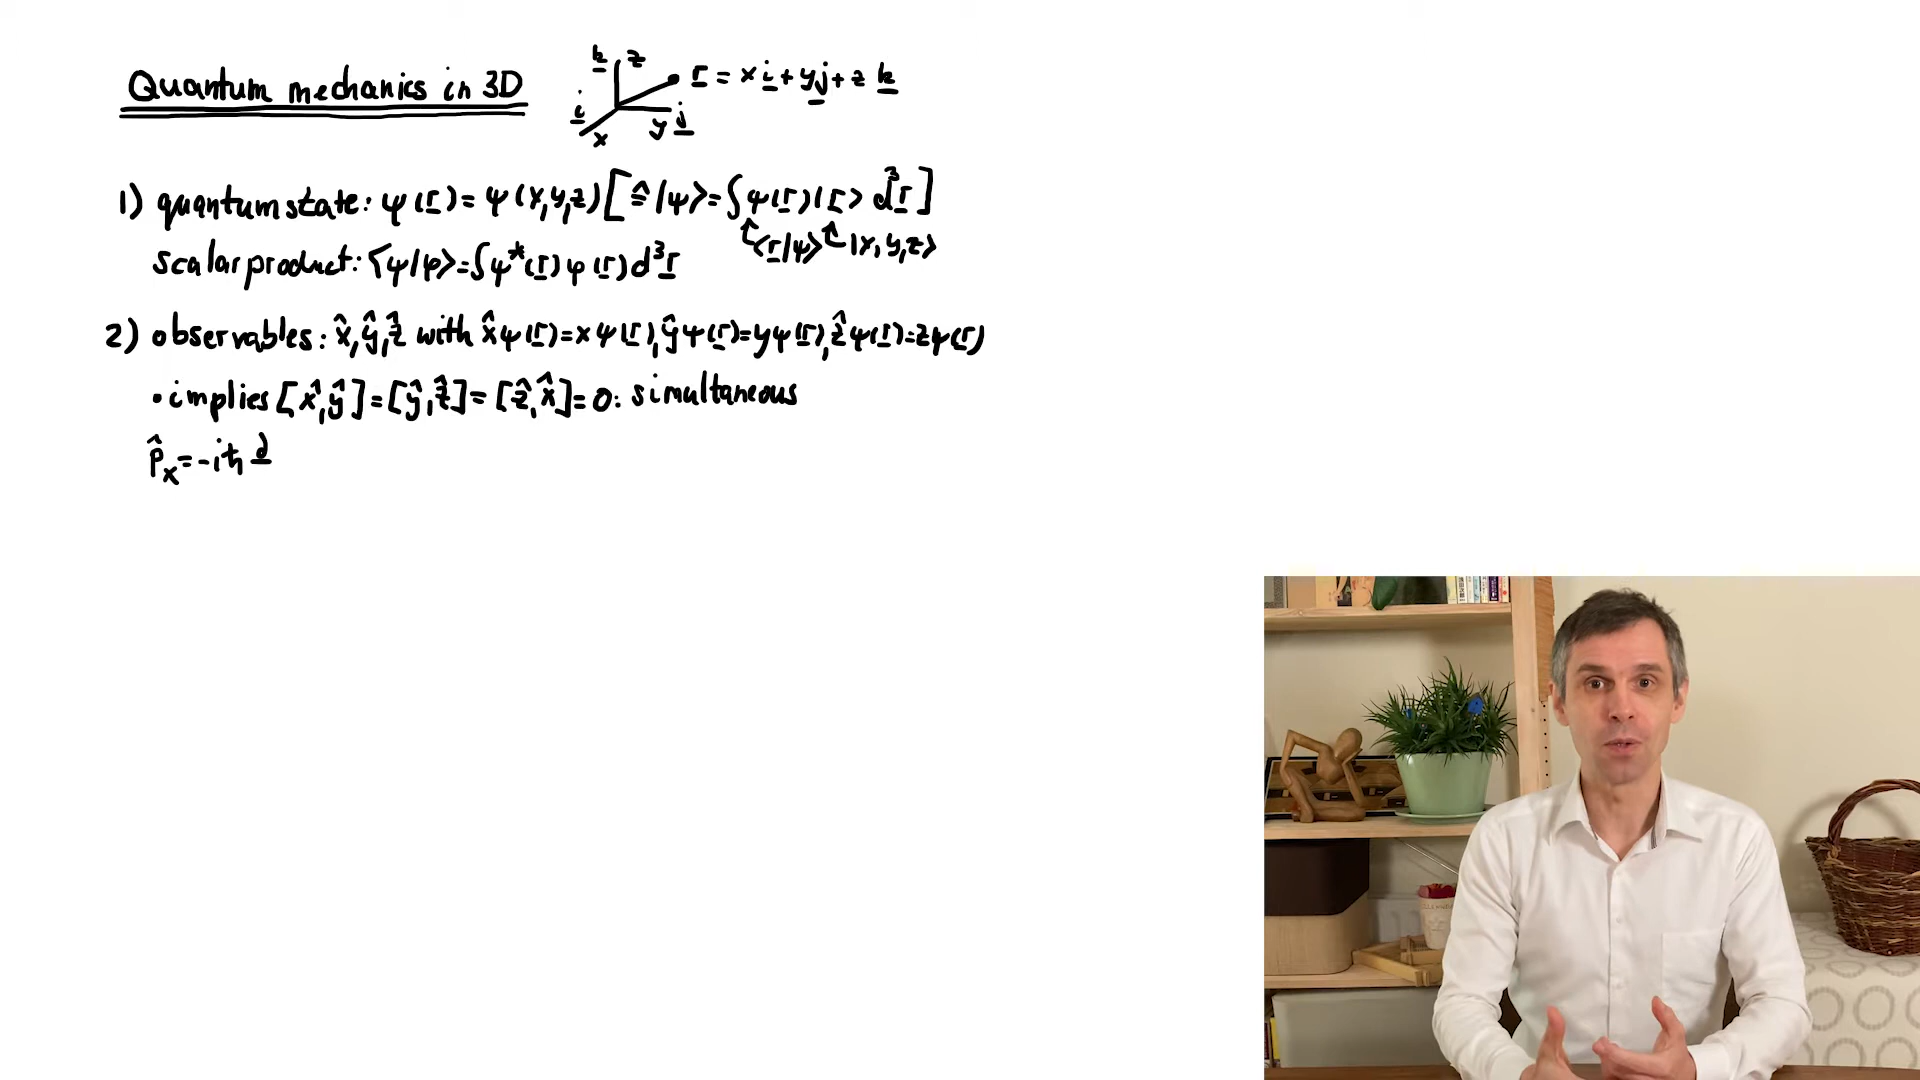 Quantum mechanics in 3D
k z
r = x i + y j + z k
i x y j
1) quantum state: ψ(r) = ψ(x,y,z) [≙ |ψ> = ∫ψ(r)|r> d³r]
<r|ψ> |x,y,z>
scalar product: <ψ|φ> = ∫ψ*(r) φ(r) d³r
2) observables: x̂, ŷ, ẑ with x̂ψ(r)=xψ(r), ŷψ(r)=yψ(r), ẑψ(r)=zψ(r)
• implies [x̂,ŷ] = [ŷ,ẑ] = [ẑ,x̂] = 0: simultaneous
p̂x = -iħ ∂